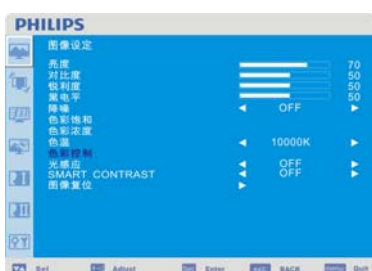 PHILIPS
图像设定
亮度 70
对比度 50
锐利度 50
黑电平 50
降噪 OFF
色彩饱和
色彩浓度
色温 10000K
色彩控制
光感应 OFF
SMART CONTRAST OFF
图像复位
Sel Adjust Enter BACK Quit